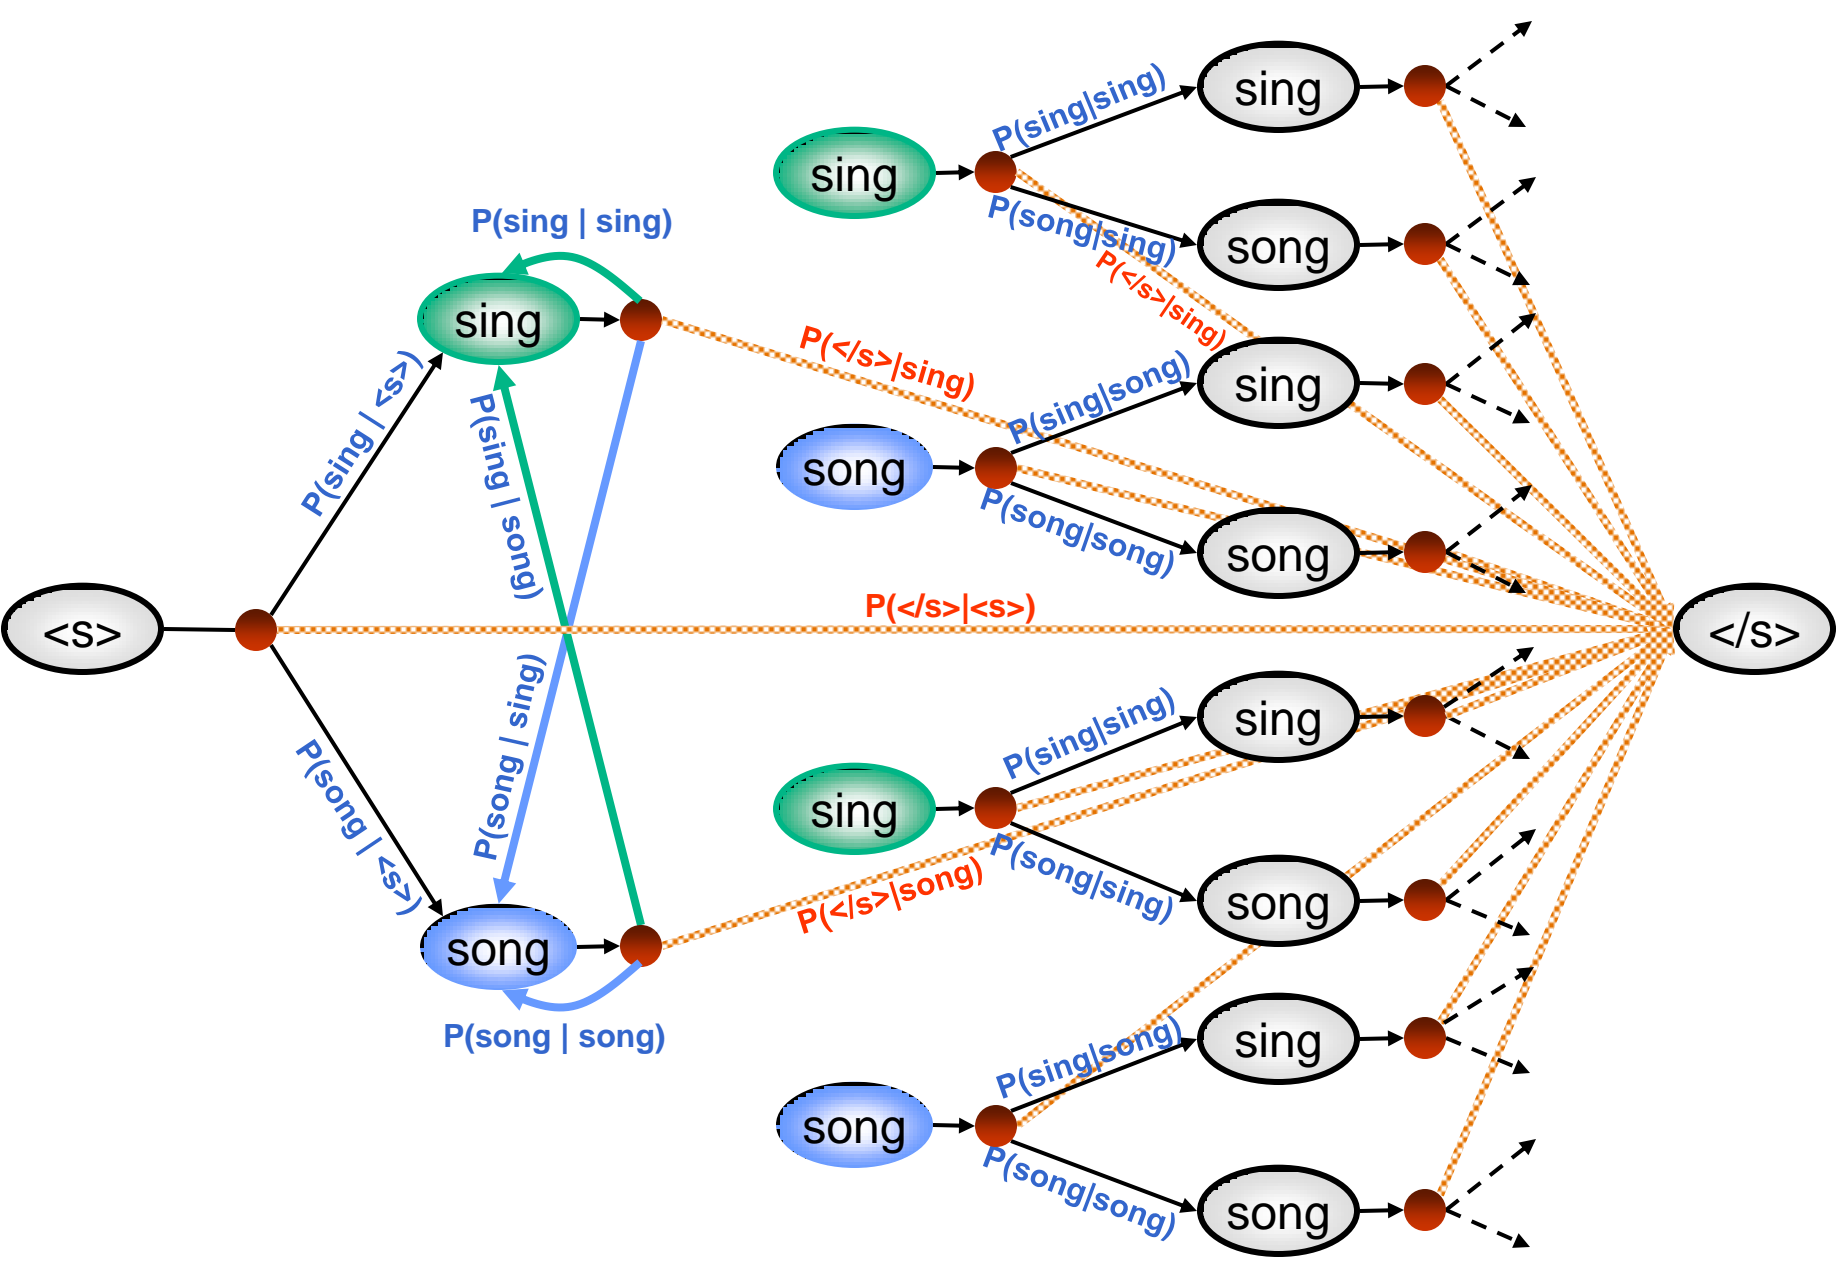 sing
P(sing|sing)
sing
P(song|sing)
song
P(sing | sing)
P(</s>|sing)
sing
P(</s>|sing)
P(sing|song)
sing
P(sing | <s>)
P(sing | song)
song
P(song|song)
song
P(</s>|<s>)
<s>
</s>
P(song | sing)
P(sing|sing)
sing
P(song | <s>)
sing
P(song|sing)
P(</s>|song)
song
song
P(song | song)
P(sing|song)
sing
song
P(song|song)
song